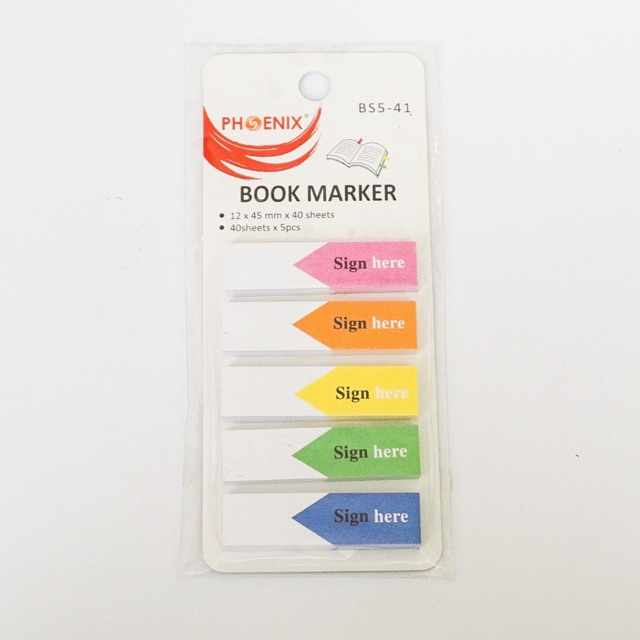 BS5-41
PHOENIX®
BOOK MARKER
• 12 x 45 mm x 40 sheets
• 40sheets x 5pcs
Sign here
Sign here
Sign here
Sign here
Sign here